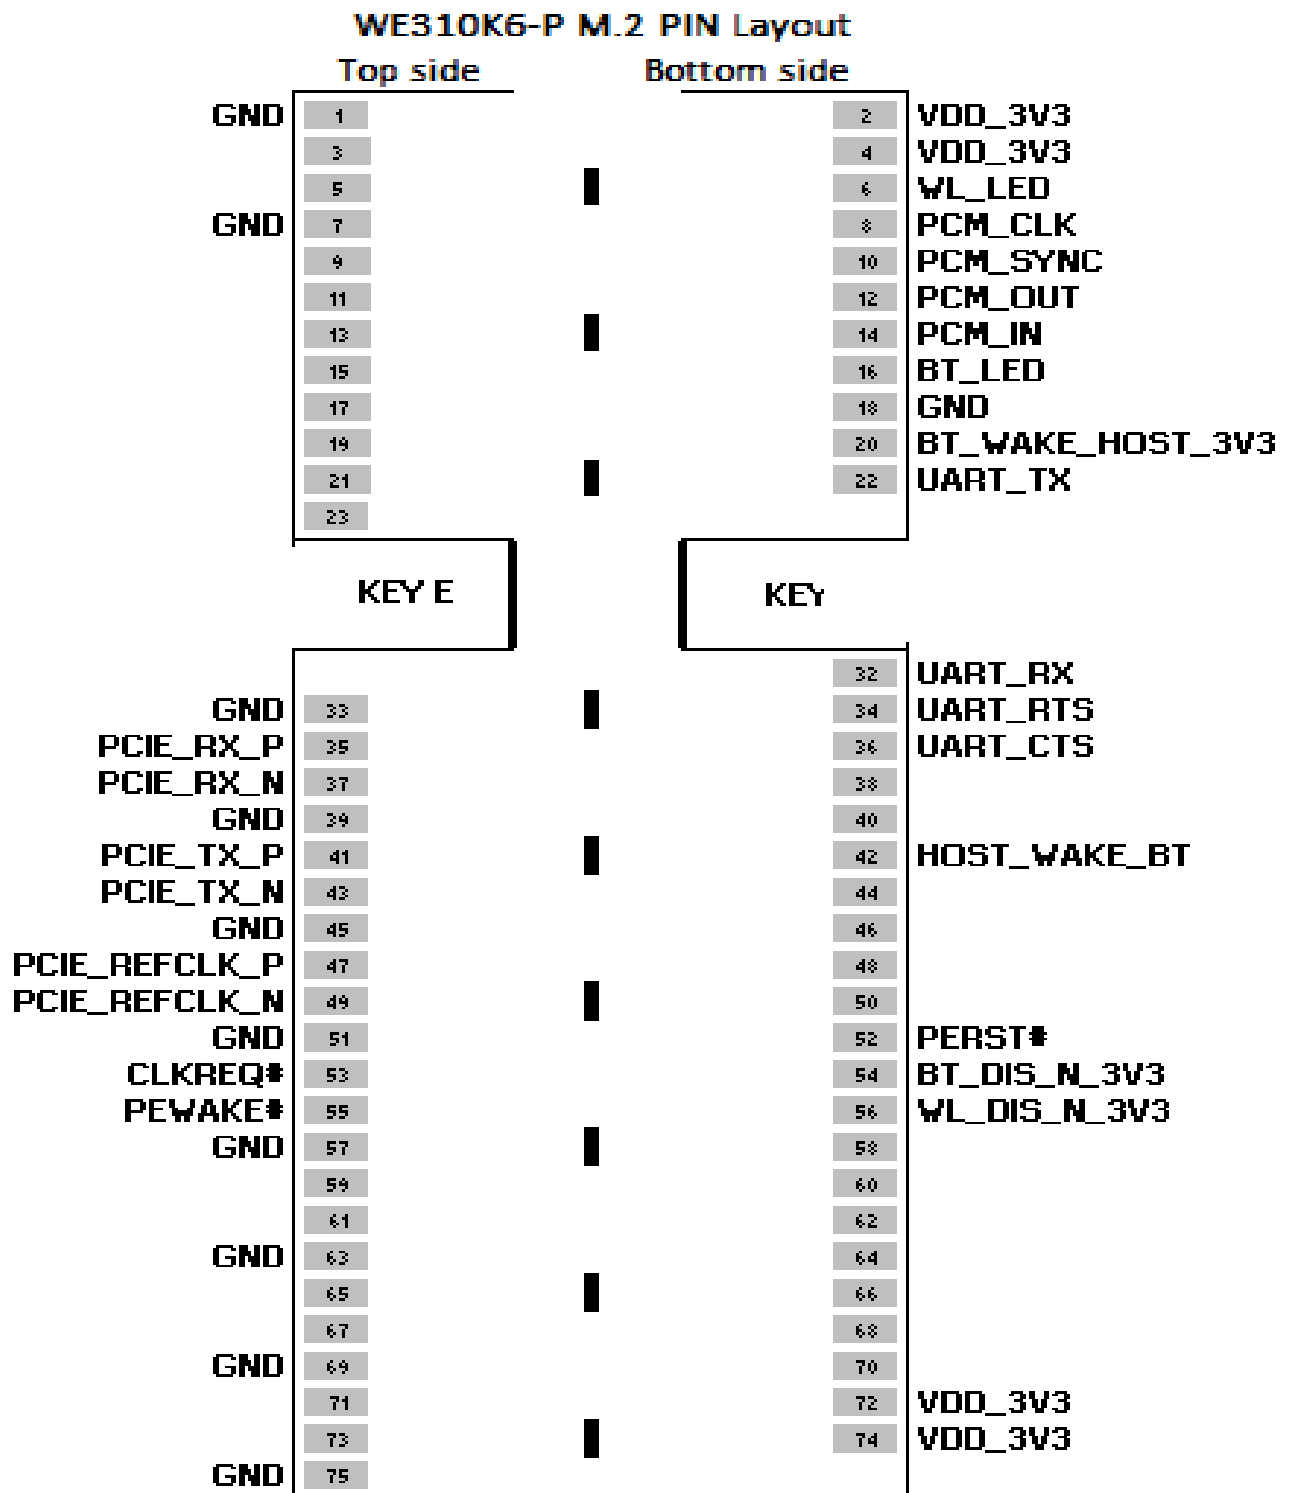 WE310K6-P M.2 PIN Layout
Top side Bottom side
GND 1 2 VDD_3V3
3 4 VDD_3V3
5 6 WL_LED
GND 7 8 PCM_CLK
9 10 PCM_SYNC
11 12 PCM_OUT
13 14 PCM_IN
15 16 BT_LED
17 18 GND
19 20 BT_WAKE_HOST_3V3
21 22 UART_TX
23
KEY E KEY
32 UART_RX
GND 33 34 UART_RTS
PCIE_RX_P 35 36 UART_CTS
PCIE_RX_N 37 38
GND 39 40
PCIE_TX_P 41 42 HOST_WAKE_BT
PCIE_TX_N 43 44
GND 45 46
PCIE_REFCLK_P 47 48
PCIE_REFCLK_N 49 50
GND 51 52 PERST#
CLKREQ# 53 54 BT_DIS_N_3V3
PEWAKE# 55 56 WL_DIS_N_3V3
GND 57 58
59 60
61 62
GND 63 64
65 66
67 68
GND 69 70
71 72 VDD_3V3
73 74 VDD_3V3
GND 75